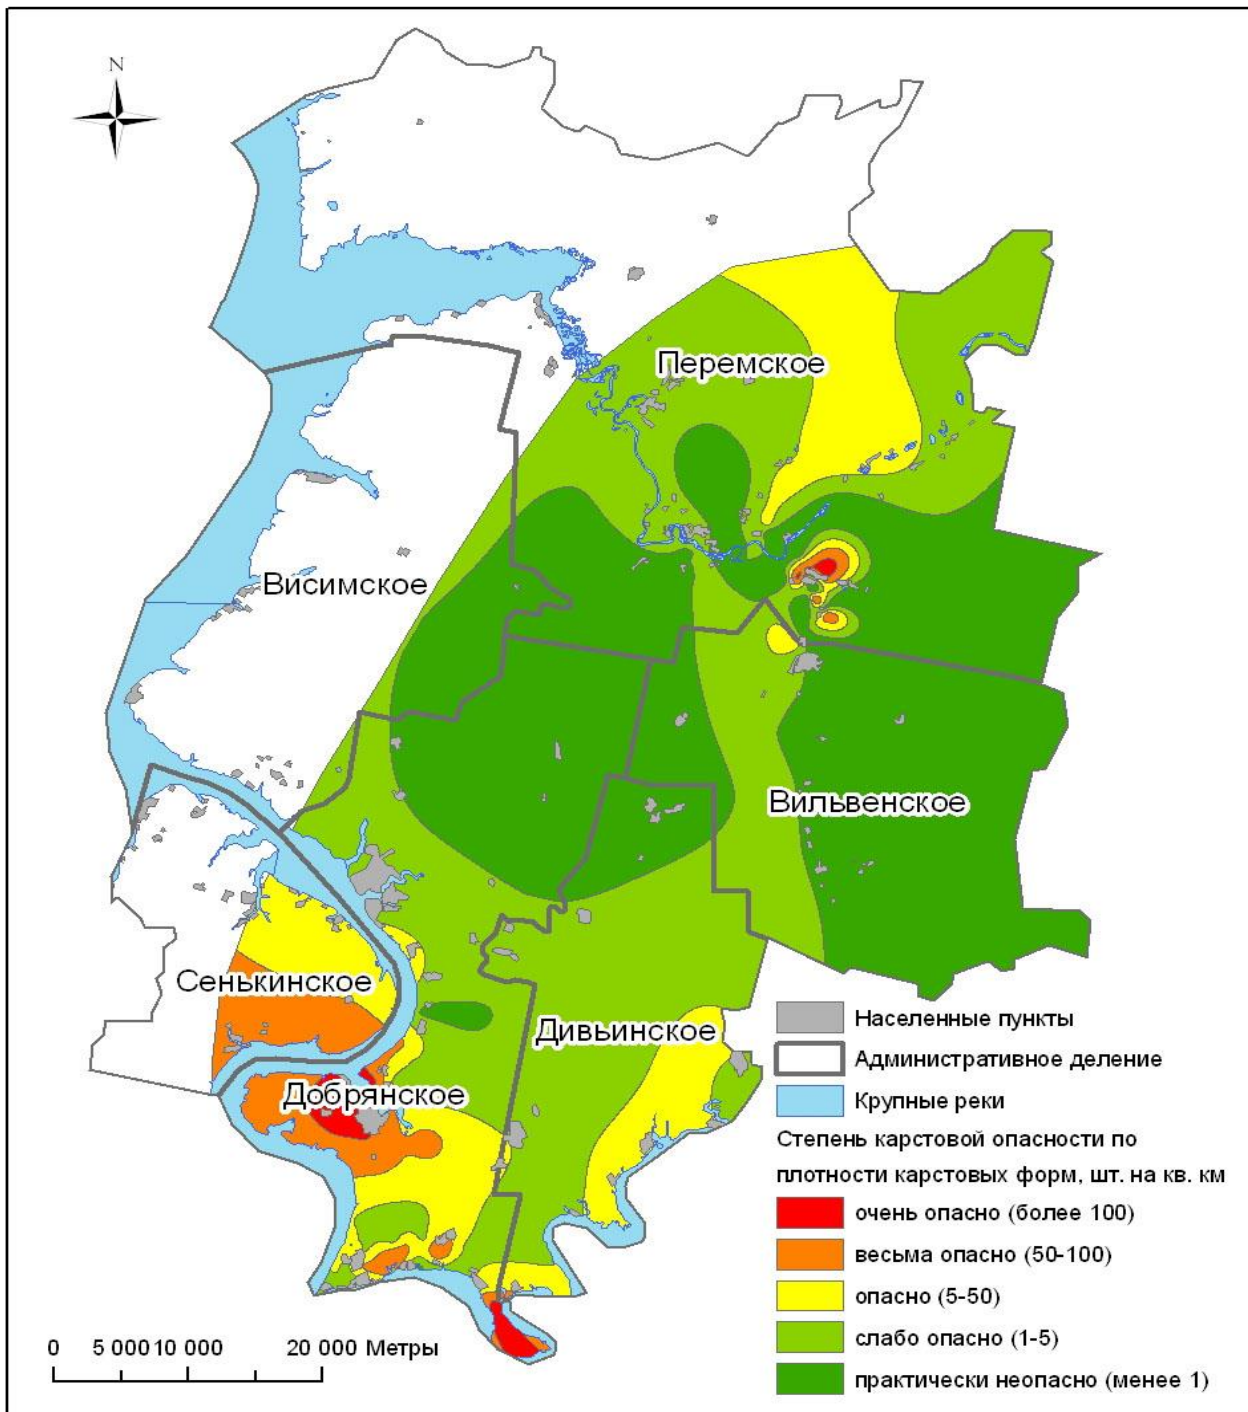 N
Перемское
Висимское
Вильвенское
Сенькинское
Дивьинское
Добрянское
Населенные пункты
Административное деление
Крупные реки
Степень карстовой опасности по
плотности карстовых форм, шт. на кв. км
очень опасно (более 100)
весьма опасно (50-100)
опасно (5-50)
слабо опасно (1-5)
практически неопасно (менее 1)
0 5 000 10 000 20 000 Метры